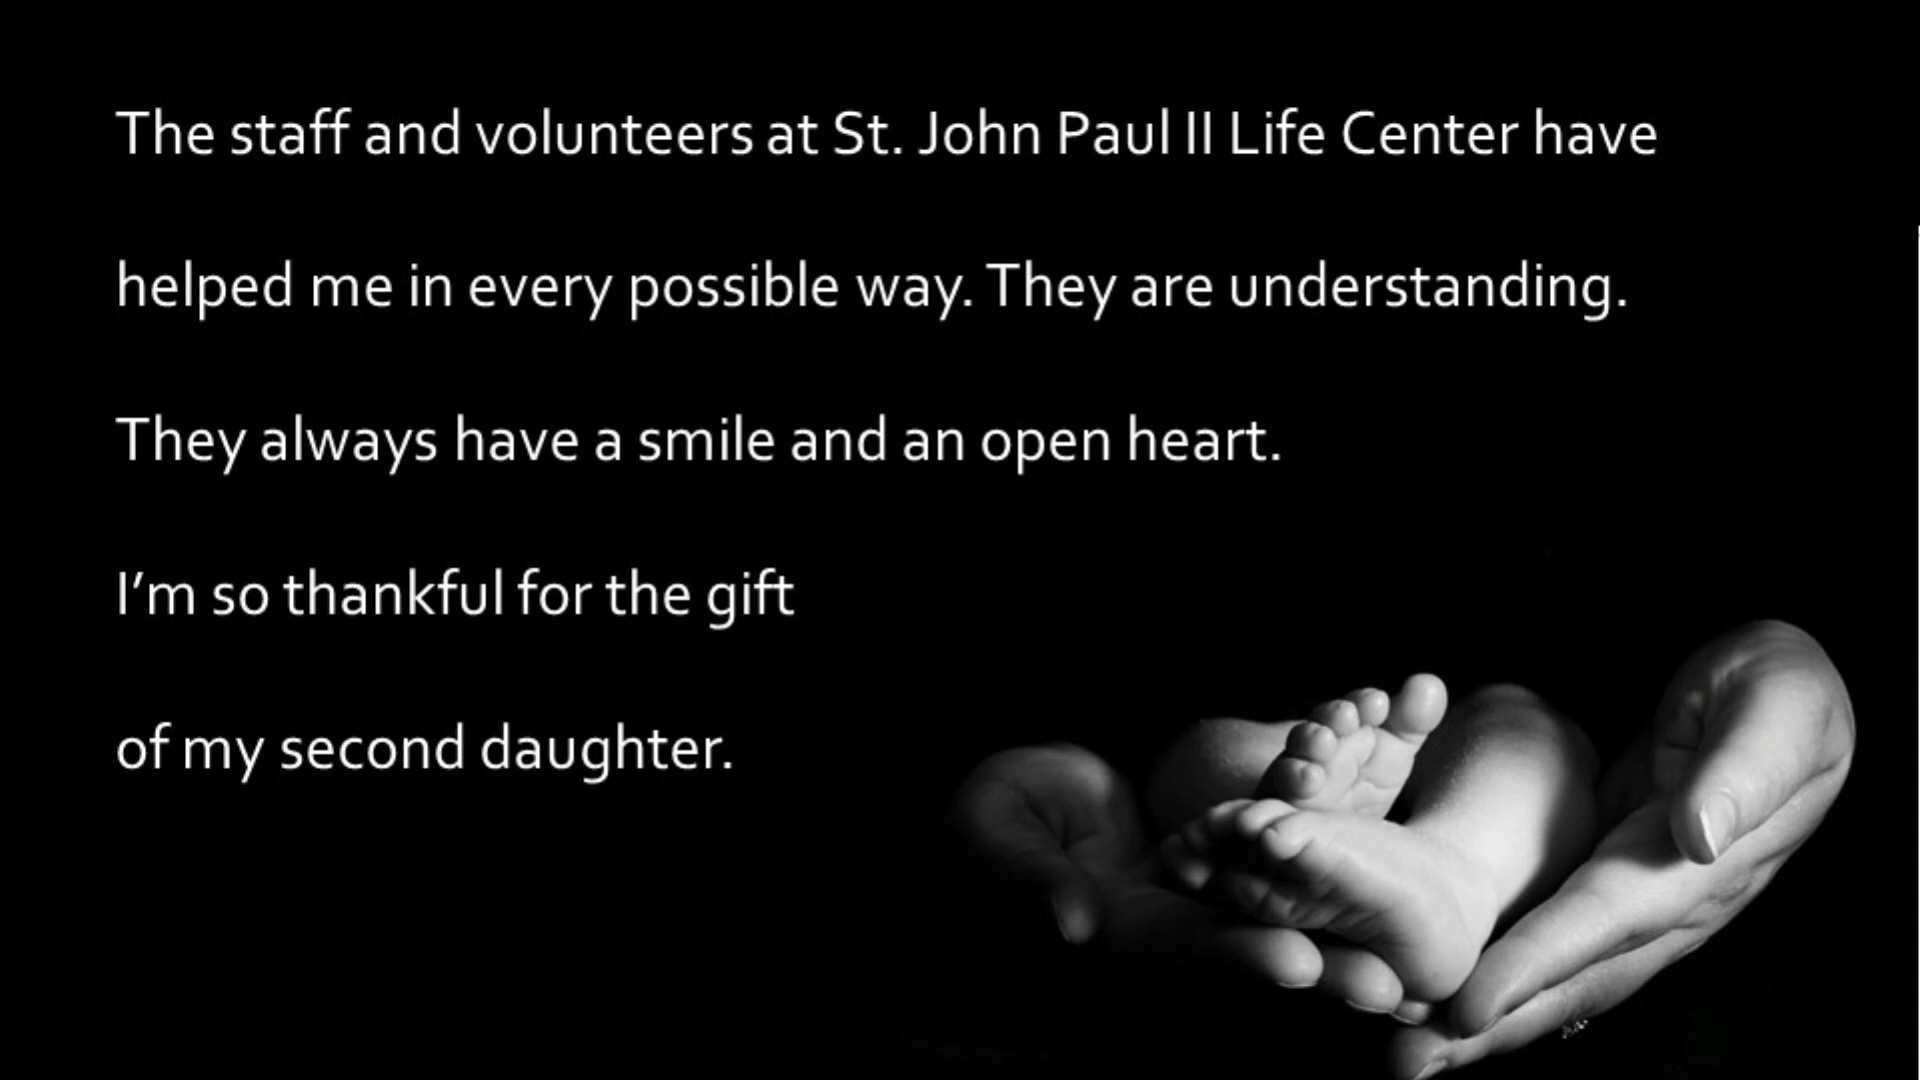 The staff and volunteers at St. John Paul II Life Center have
helped me in every possible way. They are understanding.
They always have a smile and an open heart.
I’m so thankful for the gift
of my second daughter.